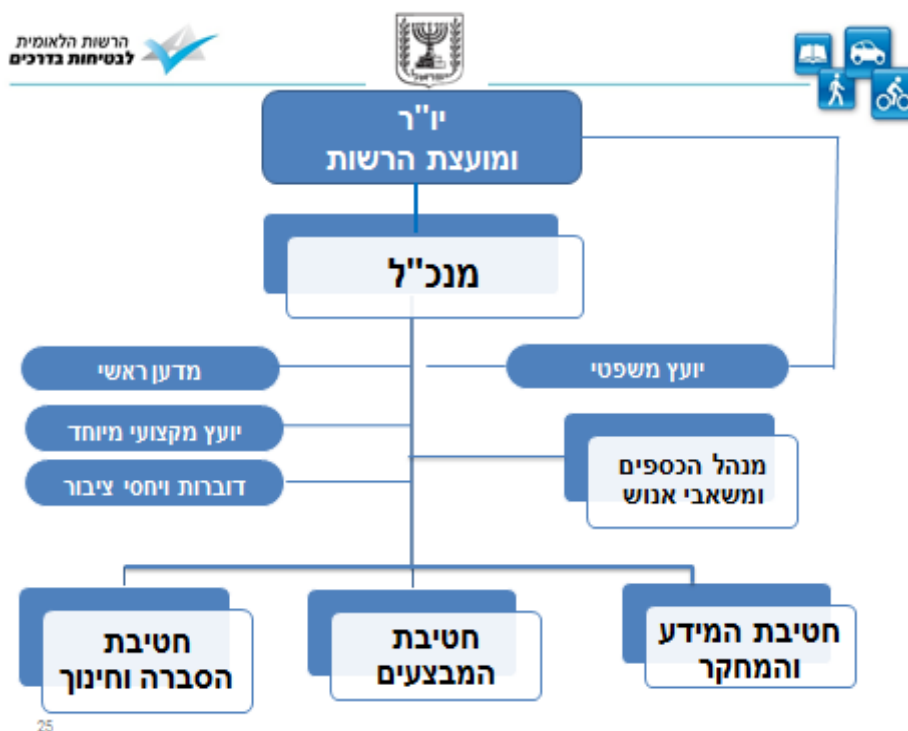 הרשות הלאומית
לבטיחות בדרכים
ישראל
יו"ר
ומועצת הרשות
מנכ"ל
יועץ משפטי
מדען ראשי
יועץ מקצועי מיוחד
דוברות ויחסי ציבור
מנהל הכספים
ומשאבי אנוש
חטיבת המידע
והמחקר
חטיבת
המבצעים
חטיבת
הסברה וחינוך
25